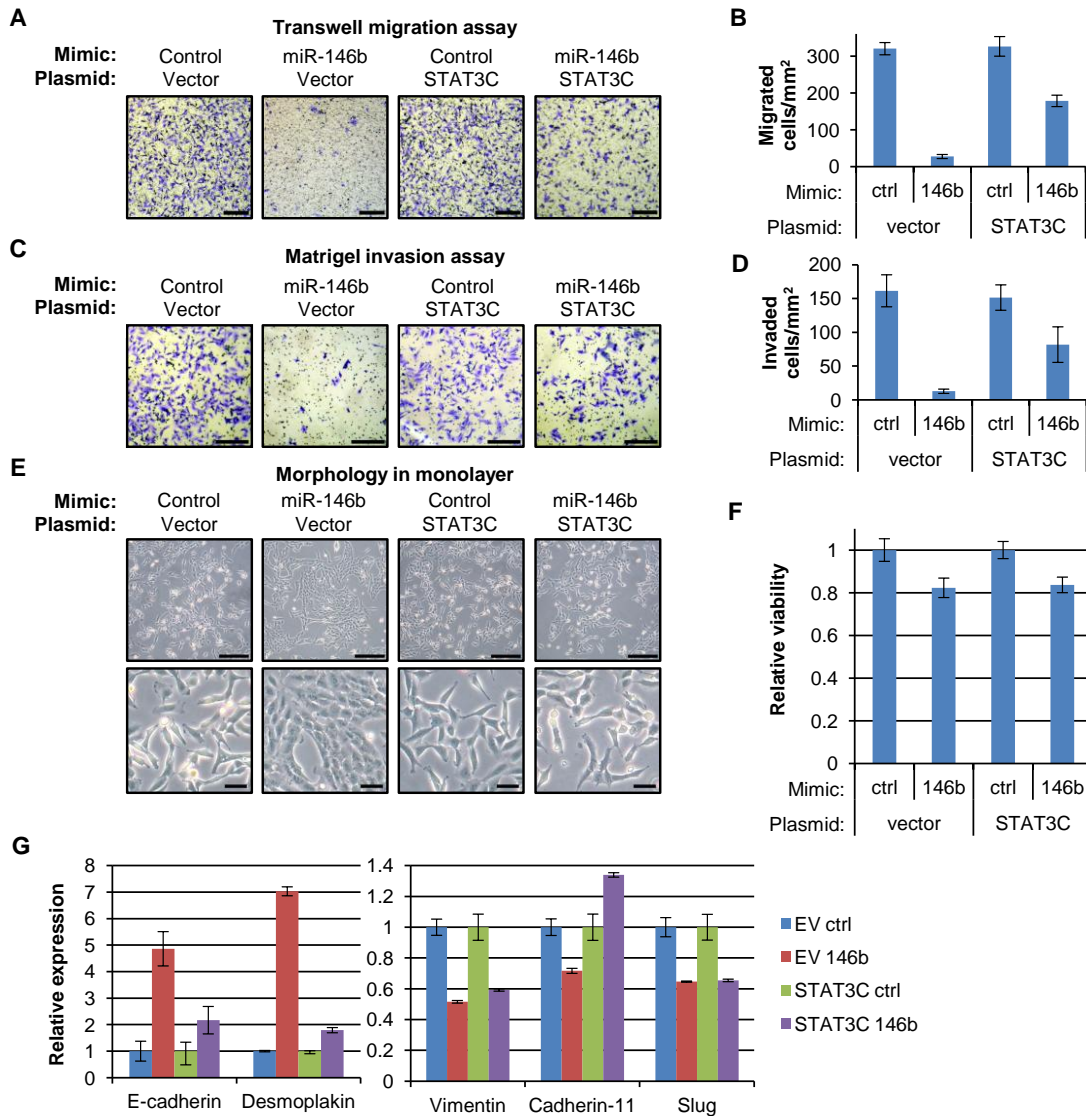 A
Transwell migration assay
Mimic: Control miR-146b Control miR-146b
Plasmid: Vector Vector STAT3C STAT3C
B
Migrated
cells/mm²
300
200
100
0
Mimic: ctrl 146b ctrl 146b
Plasmid: vector STAT3C
C
Matrigel invasion assay
Mimic: Control miR-146b Control miR-146b
Plasmid: Vector Vector STAT3C STAT3C
D
Invaded
cells/mm²
200
150
100
50
0
Mimic: ctrl 146b ctrl 146b
Plasmid: vector STAT3C
E
Morphology in monolayer
Mimic: Control miR-146b Control miR-146b
Plasmid: Vector Vector STAT3C STAT3C
F
Relative viability
1
0.8
0.6
0.4
0.2
0
Mimic: ctrl 146b ctrl 146b
Plasmid: vector STAT3C
G
Relative expression
8
7
6
5
4
3
2
1
0
E-cadherin Desmoplakin
1.4
1.2
1
0.8
0.6
0.4
0.2
0
Vimentin Cadherin-11 Slug
EV ctrl
EV 146b
STAT3C ctrl
STAT3C 146b